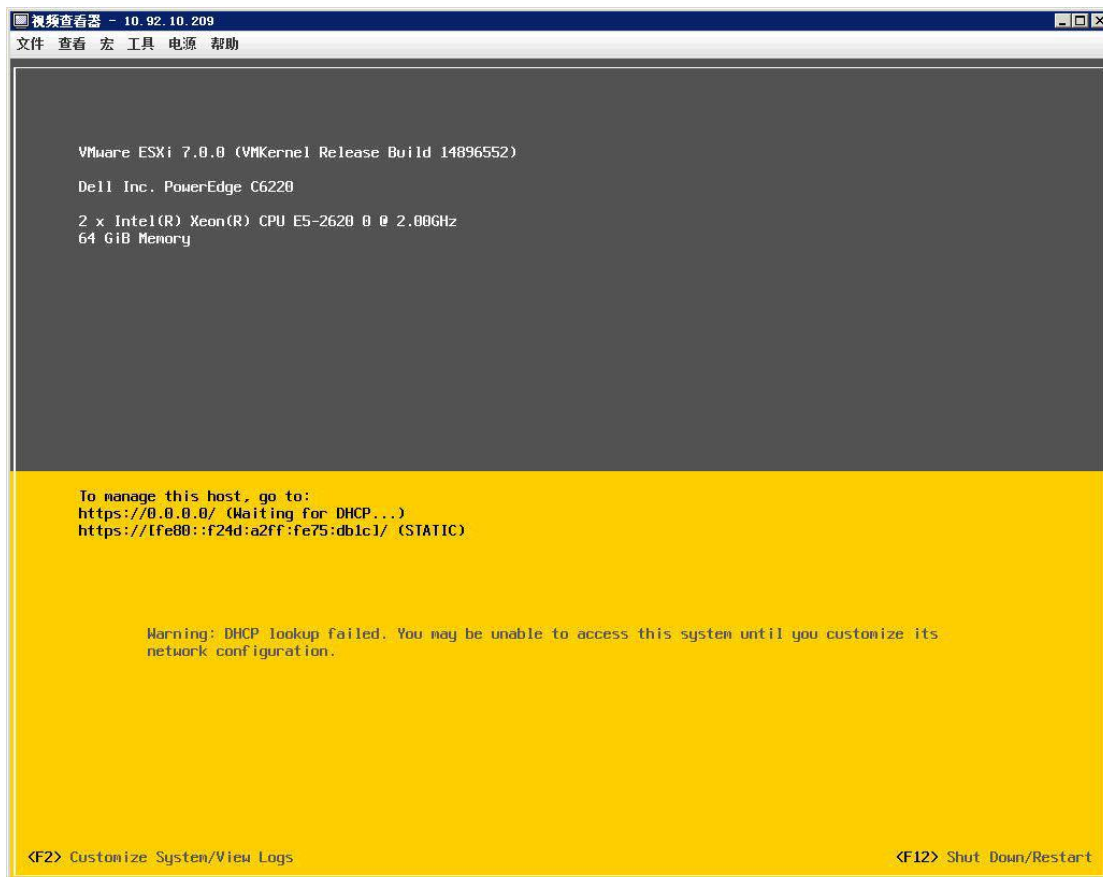 视频查看器 - 10.92.10.209
文件 查看 宏 工具 电源 帮助
VMware ESXi 7.0.0 (VMKernel Release Build 14896552)
Dell Inc. PowerEdge C6220
2 x Intel(R) Xeon(R) CPU E5-2620 0 @ 2.00GHz
64 GiB Memory
To manage this host, go to:
https://0.0.0.0/ (Waiting for DHCP...)
https://[fe80::f24d:a2ff:fe75:db1c]/ (STATIC)
Warning: DHCP lookup failed. You may be unable to access this system until you customize its
network configuration.
<F2> Customize System/View Logs <F12> Shut Down/Restart